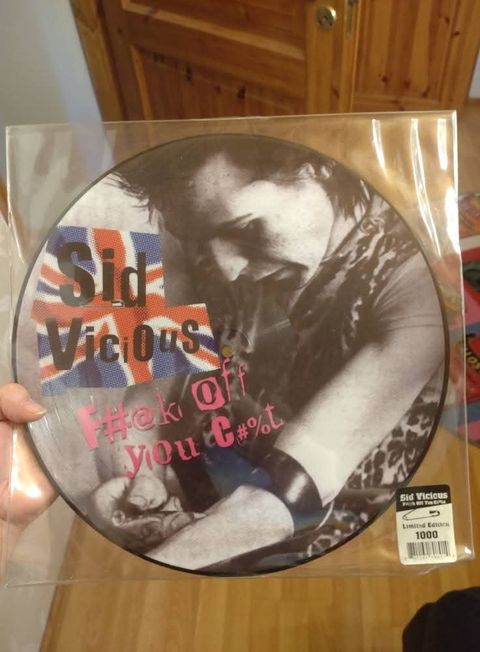 Sid
Vicious
F#@k off
you C#%t
Sid Vicious
F#@k Off You C#%t
Limited Edition
1000